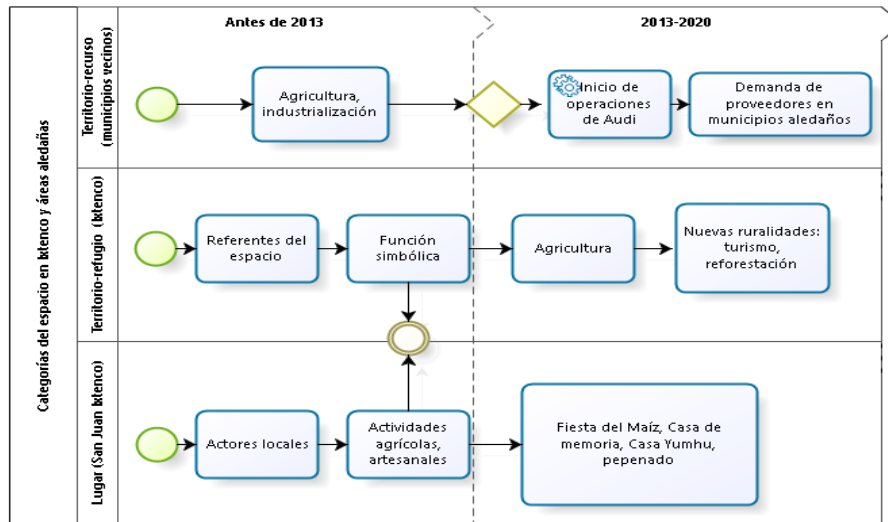 Categorías del espacio en Ixtenco y áreas aledañas
Antes de 2013
2013-2020
Territorio-recurso
(municipios vecinos)
Agricultura,
industrialización
Inicio de
operaciones
de Audi
Demanda de
proveedores en
municipios aledaños
Territorio-refugio (Ixtenco)
Referentes del
espacio
Función
simbólica
Agricultura
Nuevas ruralidades:
turismo,
reforestación
Lugar (San Juan Ixtenco)
Actores locales
Actividades
agrícolas,
artesanales
Fiesta del Maíz, Casa de
memoria, Casa Yumhu,
pepenado